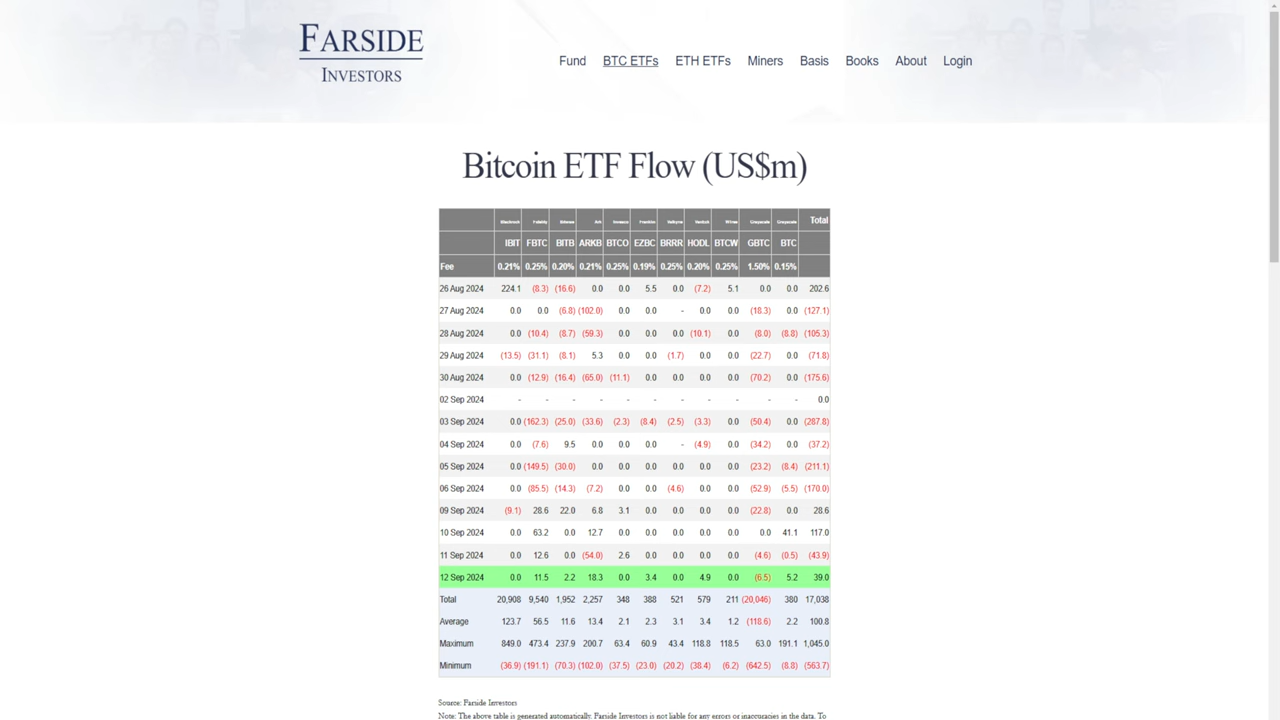 FARSIDE
INVESTORS
Fund BTC ETFs ETH ETFs Miners Basis Books About Login
Bitcoin ETF Flow (US$m)
Blackrock Fidelity Bitwise Ark Invesco Franklin Valkyrie VanEck WTree Grayscale Grayscale Total
IBIT FBTC BITB ARKB BTCO EZBC BRRR HODL BTCW GBTC BTC
Fee 0.21% 0.25% 0.20% 0.21% 0.25% 0.19% 0.25% 0.20% 0.25% 1.50% 0.15%
26 Aug 2024 224.1 (8.3) (16.6) 0.0 0.0 5.5 0.0 (7.2) 5.1 0.0 0.0 202.6
27 Aug 2024 0.0 0.0 (6.8) (102.0) 0.0 0.0 - 0.0 0.0 (18.3) 0.0 (127.1)
28 Aug 2024 0.0 (10.4) (8.7) (59.3) 0.0 0.0 0.0 (10.1) 0.0 (8.0) (8.8) (105.3)
29 Aug 2024 (13.5) (31.1) (8.1) 5.3 0.0 0.0 (1.7) 0.0 0.0 (22.7) 0.0 (71.8)
30 Aug 2024 0.0 (12.9) (16.4) (65.0) (11.1) 0.0 0.0 0.0 0.0 (70.2) 0.0 (175.6)
02 Sep 2024 - - - - - - - - - - - 0.0
03 Sep 2024 0.0 (162.3) (25.0) (33.6) (2.3) (8.4) (2.5) (3.3) 0.0 (50.4) 0.0 (287.8)
04 Sep 2024 0.0 (7.6) 9.5 0.0 0.0 0.0 - (4.9) 0.0 (34.2) 0.0 (37.2)
05 Sep 2024 0.0 (149.5) (30.0) 0.0 0.0 0.0 0.0 0.0 0.0 (23.2) (8.4) (211.1)
06 Sep 2024 0.0 (85.5) (14.3) (7.2) 0.0 0.0 (4.6) 0.0 0.0 (52.9) (5.5) (170.0)
09 Sep 2024 (9.1) 28.6 22.0 6.8 3.1 0.0 0.0 0.0 0.0 (22.8) 0.0 28.6
10 Sep 2024 0.0 63.2 0.0 12.7 0.0 0.0 0.0 0.0 0.0 0.0 41.1 117.0
11 Sep 2024 0.0 12.6 0.0 (54.0) 2.6 0.0 0.0 0.0 0.0 (4.6) (0.5) (43.9)
12 Sep 2024 0.0 11.5 2.2 18.3 0.0 3.4 0.0 4.9 0.0 (6.5) 5.2 39.0
Total 20,908 9,540 1,952 2,257 348 388 521 579 211 (20,046) 380 17,038
Average 123.7 56.5 11.6 13.4 2.1 2.3 3.1 3.4 1.2 (118.6) 2.2 100.8
Maximum 849.0 473.4 237.9 200.7 63.4 60.9 43.4 118.8 118.5 63.0 191.1 1,045.0
Minimum (36.9) (191.1) (70.3) (102.0) (37.5) (23.0) (20.2) (38.4) (6.2) (642.5) (8.8) (563.7)
Source: Farside Investors
Note: The above table is generated automatically. Farside Investors is not liable for any errors or inaccuracies in the data. To